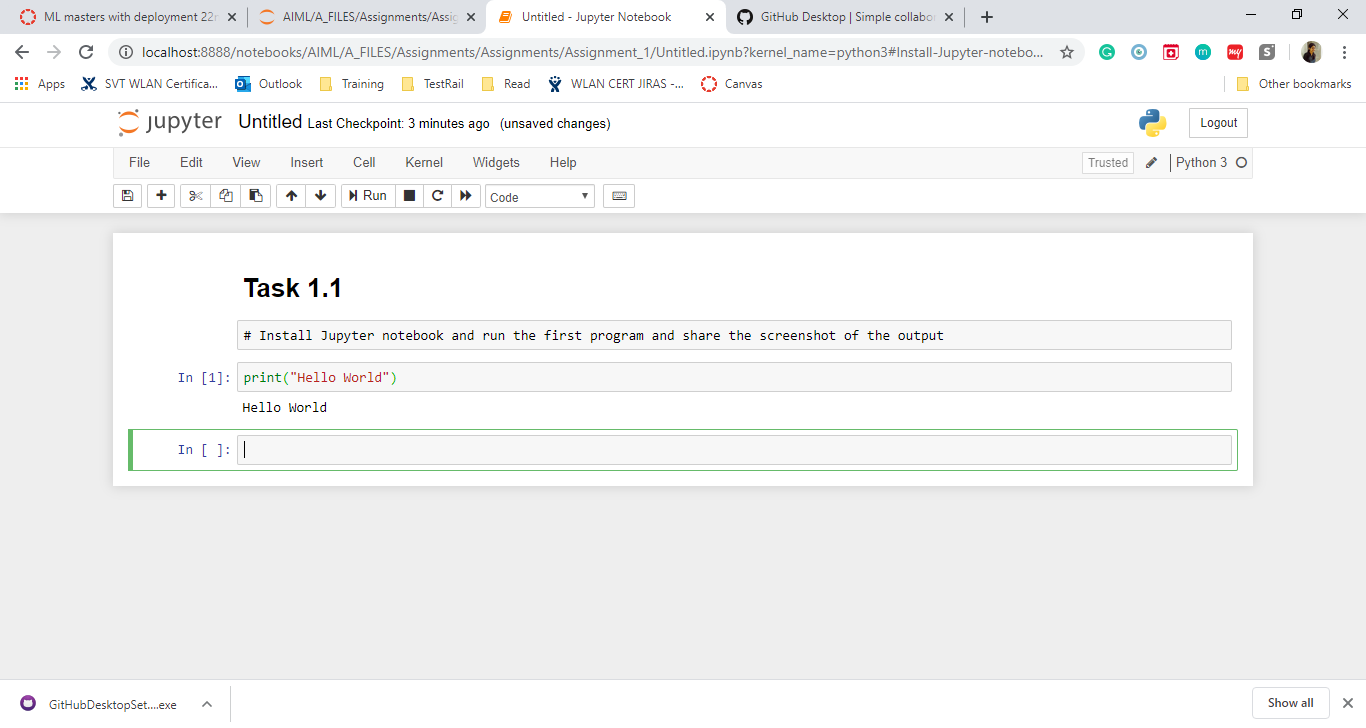 ML masters with deployment 22n
AIML/A_FILES/Assignments/Assig
Untitled - Jupyter Notebook
GitHub Desktop | Simple collabo
localhost:8888/notebooks/AIML/A_FILES/Assignments/Assignments/Assignment_1/Untitled.ipynb?kernel_name=python3#Install-Jupyter-notebo...
Apps
SVT WLAN Certifica...
Outlook
Training
TestRail
Read
WLAN CERT JIRAS -...
Canvas
Other bookmarks
jupyter Untitled Last Checkpoint: 3 minutes ago (unsaved changes)
Logout
File Edit View Insert Cell Kernel Widgets Help
Trusted
Python 3
Run
Code
Task 1.1
# Install Jupyter notebook and run the first program and share the screenshot of the output
In [1]: print("Hello World")
Hello World
In [ ]:
GitHubDesktopSet....exe
Show all